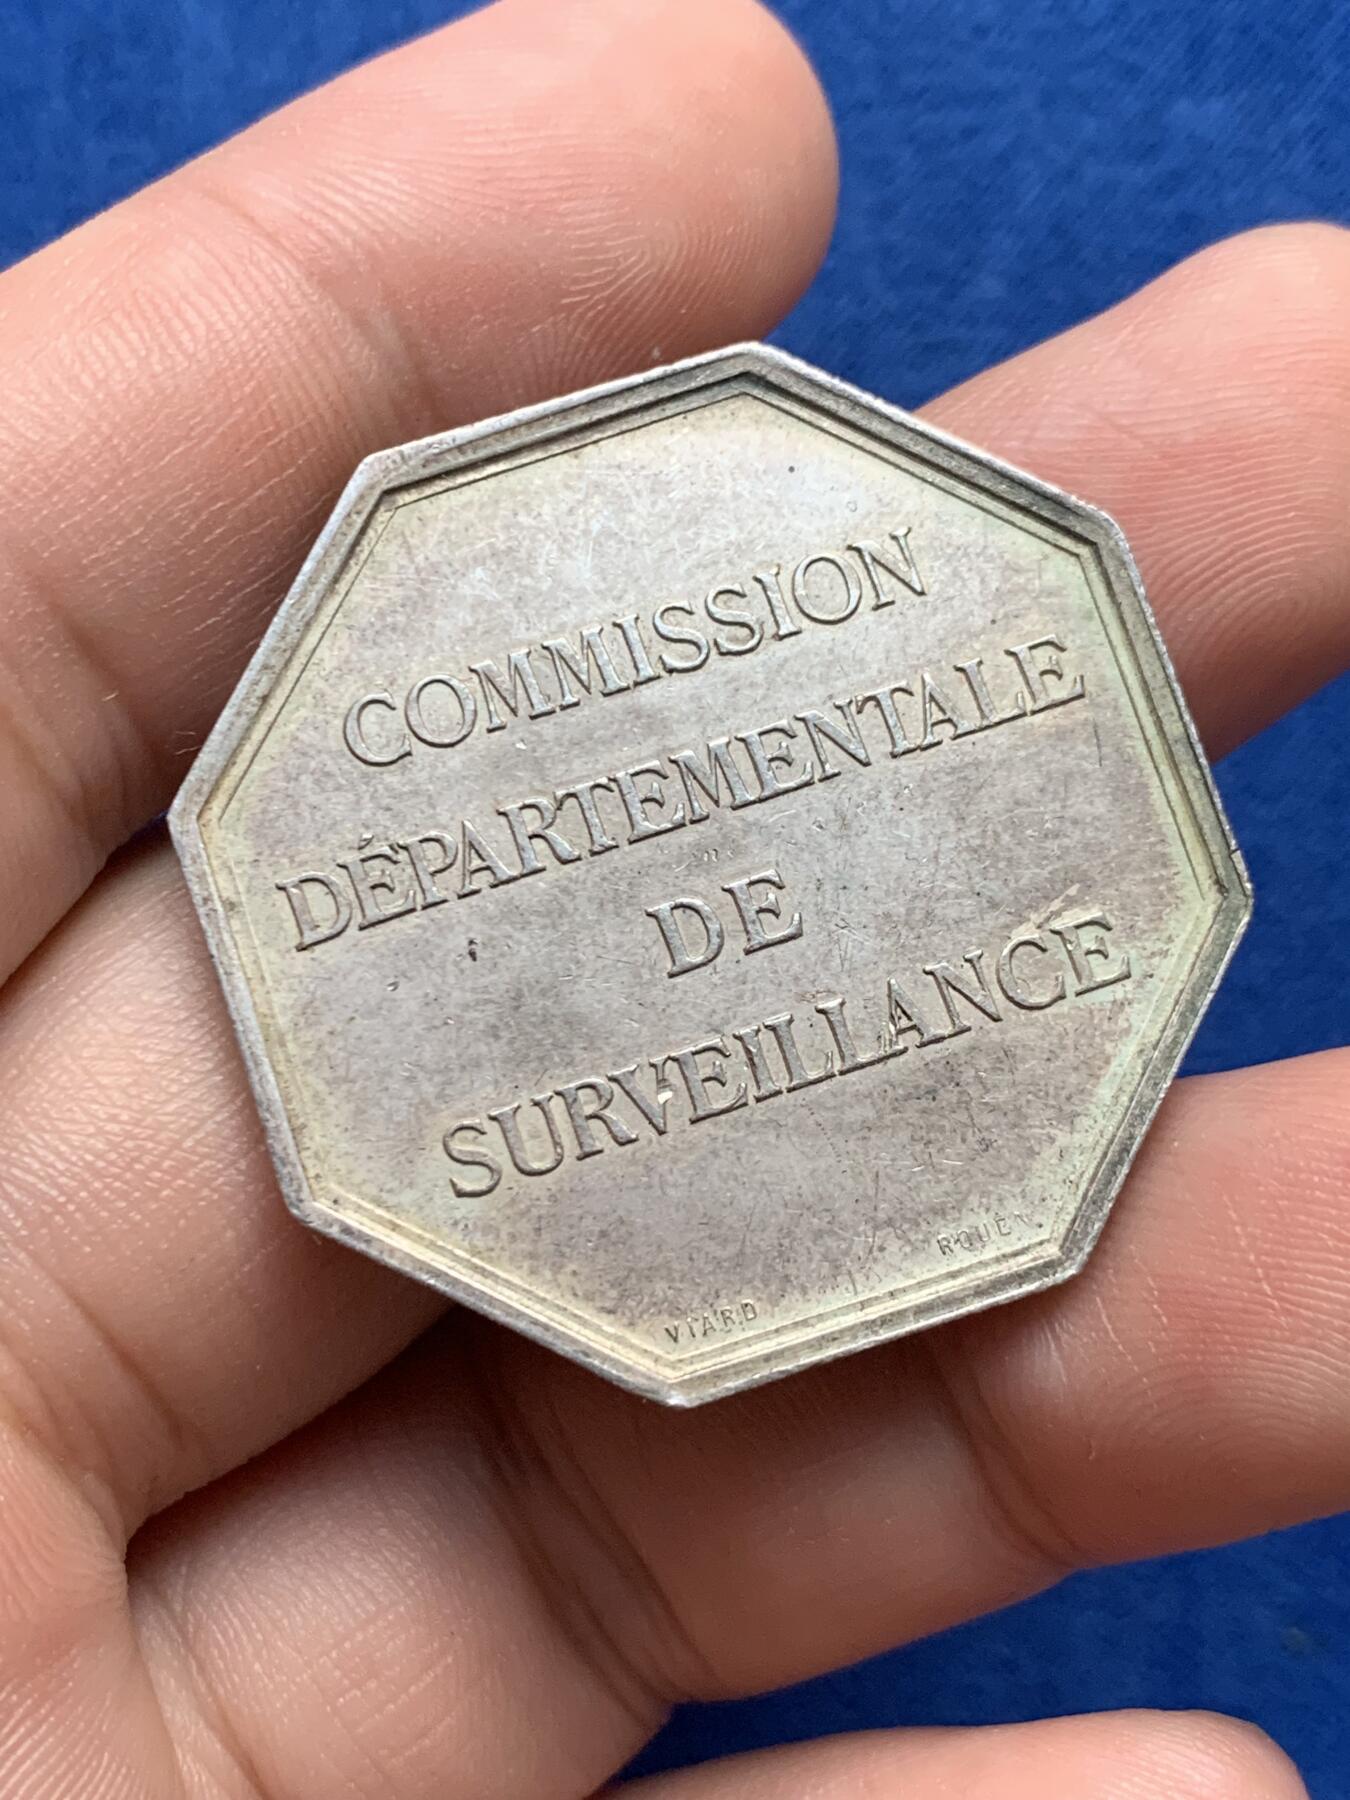 COMMISSION
DÉPARTEMENTALE
DE
SURVEILLANCE
VIARD ROUEN